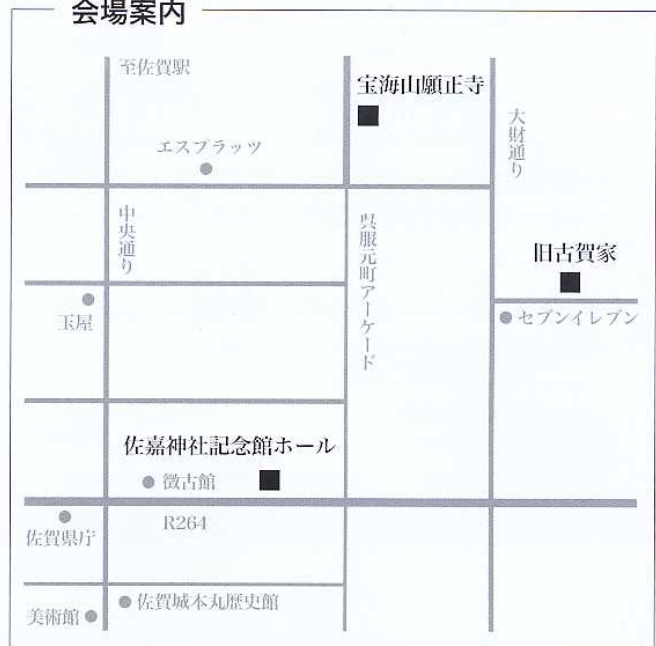 会場案内
至佐賀駅
宝海山願正寺
エスプラッツ
大財通り
中央通り
呉服元町アーケード
旧古賀家
玉屋
セブンイレブン
佐嘉神社記念館ホール
徴古館
R264
佐賀県庁
佐賀城本丸歴史館
美術館